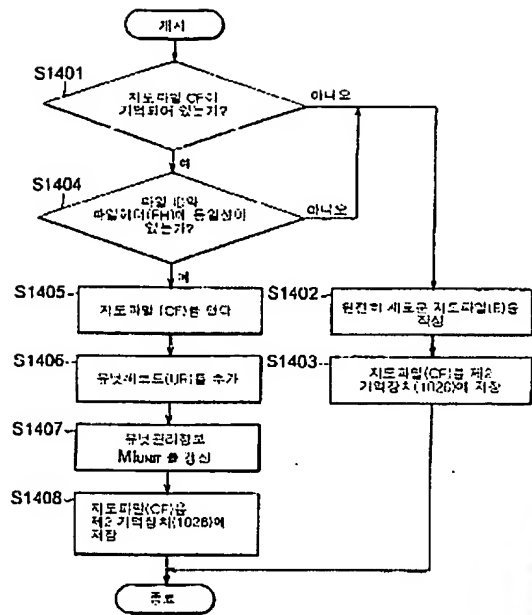 개시
S1401
지도파일 CF이
기억되어 있는가?
아니오
예
S1404
파일 ID와
파일헤더(FH)에 동일성이
있는가?
아니오
예
S1405
지도파일 (CF)를 연다
S1402
완전히 새로운 지도파일(E)을
작성
S1406
유닛레코드(UR)를 추가
S1403
지도파일(CF)을 제2
기억장치(1026)에 저장
S1407
유닛관리정보
MIUNIT 를 갱신
S1408
지도파일(CF)을
제2 기억장치(1026)에
저장
종료